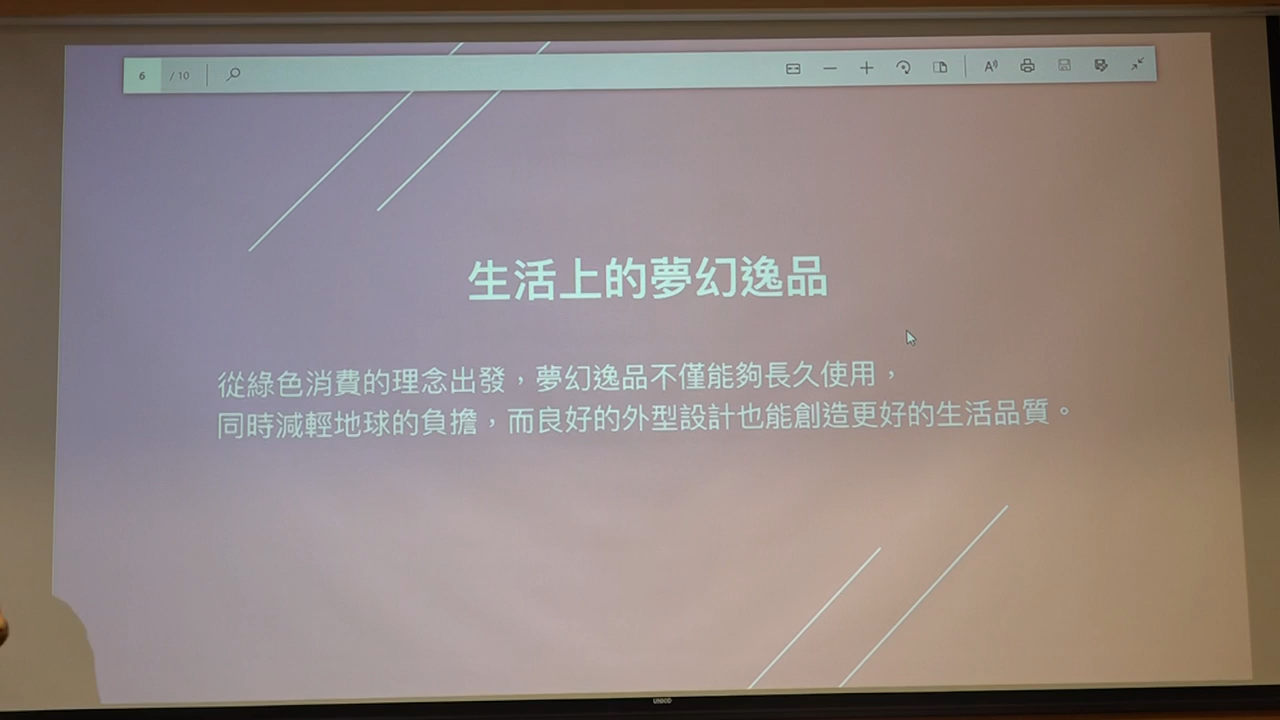 6 / 10
生活上的夢幻逸品
從綠色消費的理念出發，夢幻逸品不僅能夠長久使用，
同時減輕地球的負擔，而良好的外型設計也能創造更好的生活品質。